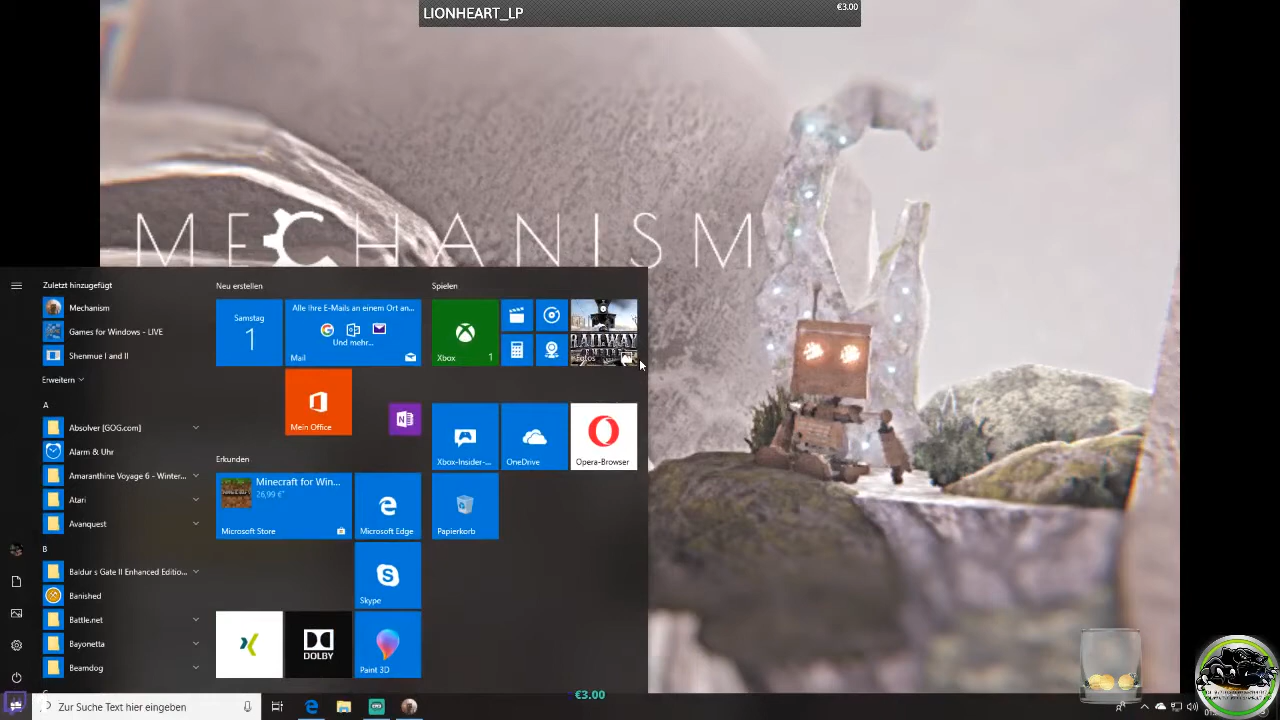 LIONHEART_LP
€3.00
MECHANISM
Zuletzt hinzugefügt
Mechanism
Games for Windows - LIVE
Shenmue I and II
Erweitern
A
Absolver [GOG.com]
Alarm & Uhr
Amaranthine Voyage 6 - Winter...
Atari
Avanquest
B
Baldur s Gate II Enhanced Editio...
Banished
Battle.net
Bayonetta
Beamdog
Neu erstellen
Samstag
1
Alle Ihre E-Mails an einem Ort an...
Und mehr...
Mail
Mein Office
Erkunden
Minecraft for Win...
26,99 €
Microsoft Store
Microsoft Edge
Skype
DOLBY
Paint 3D
Spielen
Xbox
1
RAILWAY
Fotos
Xbox-Insider-...
OneDrive
Opera-Browser
Papierkorb
Zur Suche Text hier eingeben
€3.00